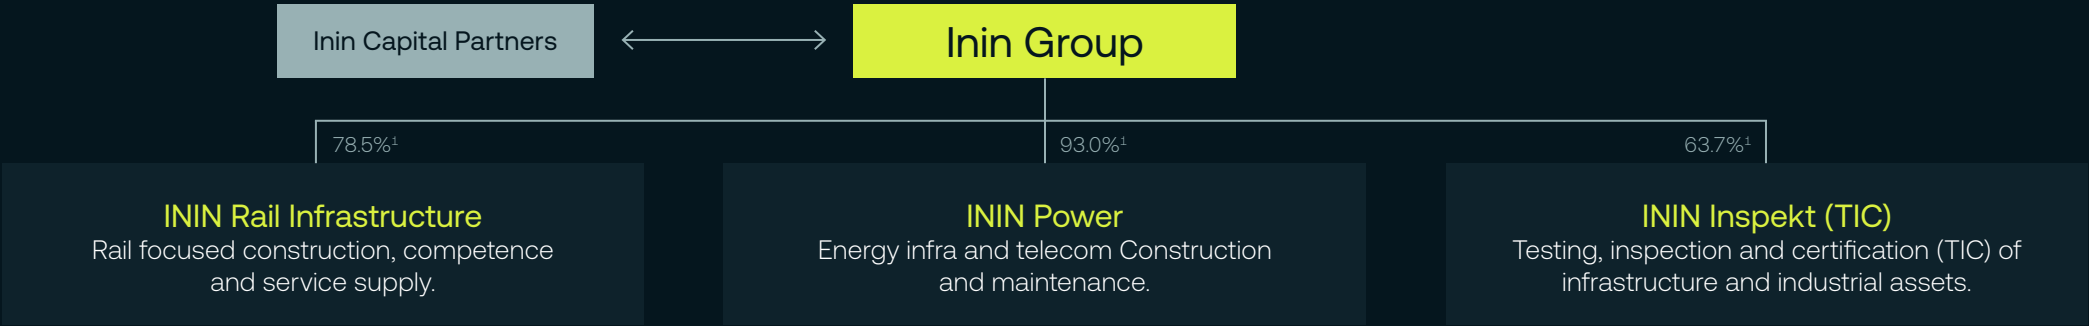 Inin Capital Partners
Inin Group
78.5%¹
93.0%¹
63.7%¹
ININ Rail Infrastructure
Rail focused construction, competence
and service supply.
ININ Power
Energy infra and telecom Construction
and maintenance.
ININ Inspekt (TIC)
Testing, inspection and certification (TIC) of
infrastructure and industrial assets.